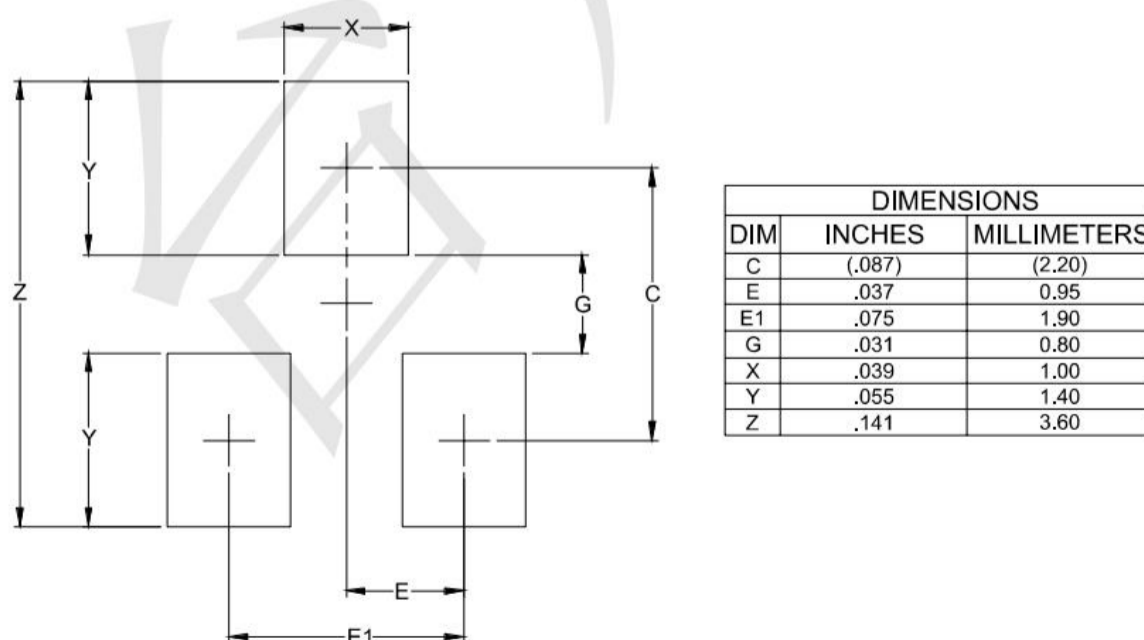 X
Y
Z
G
C
Y
E
E1
DIMENSIONS
DIM INCHES MILLIMETERS
C (.087) (2.20)
E .037 0.95
E1 .075 1.90
G .031 0.80
X .039 1.00
Y .055 1.40
Z .141 3.60